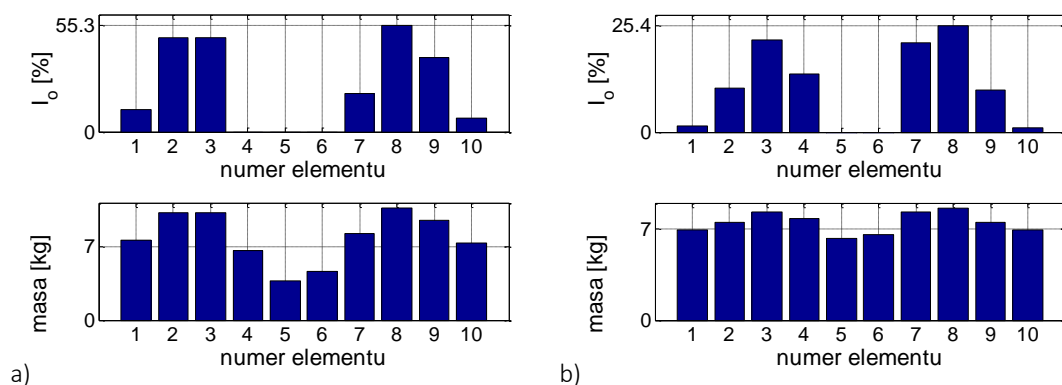 55.3
I_o [%]
0
1 2 3 4 5 6 7 8 9 10
numer elementu
7
masa [kg]
0
1 2 3 4 5 6 7 8 9 10
numer elementu
a)
25.4
I_o [%]
0
1 2 3 4 5 6 7 8 9 10
numer elementu
7
masa [kg]
0
1 2 3 4 5 6 7 8 9 10
numer elementu
b)